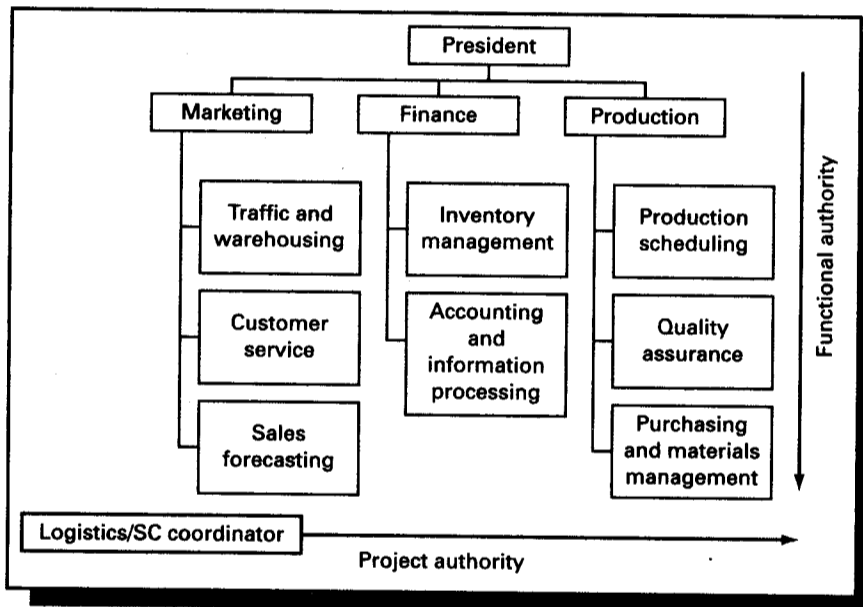 President
Marketing
Finance
Production
Traffic and
warehousing
Inventory
management
Production
scheduling
Customer
service
Accounting
and
information
processing
Quality
assurance
Sales
forecasting
Purchasing
and materials
management
Functional authority
Logistics/SC coordinator
Project authority